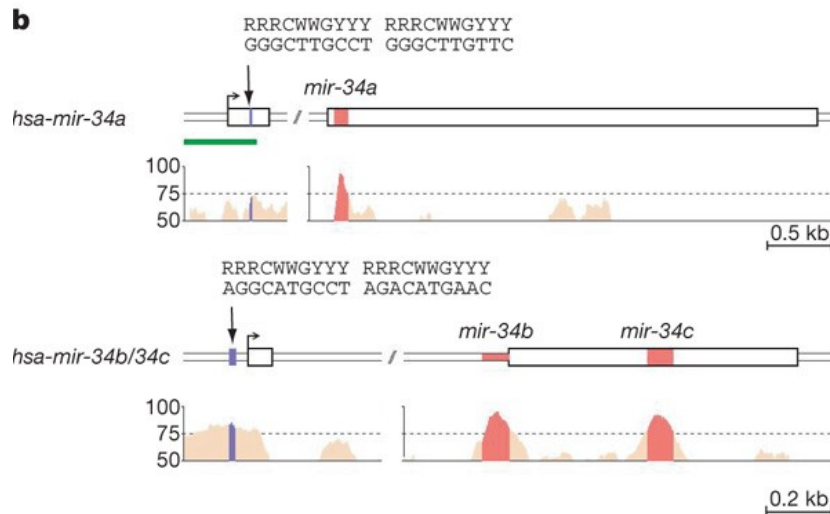 b
RRRCWWGYYY RRRCWWGYYY
GGGCTTGCCT GGGCTTGTTC
mir-34a
hsa-mir-34a
//
100
75
50
0.5 kb
RRRCWWGYYY RRRCWWGYYY
AGGCATGCCT AGACATGAAC
mir-34b mir-34c
hsa-mir-34b/34c
//
100
75
50
0.2 kb